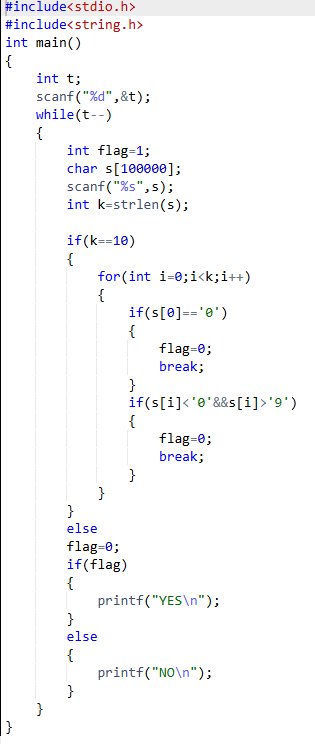 #include<stdio.h>
#include<string.h>
int main()
{
    int t;
    scanf("%d",&t);
    while(t--)
    {
        int flag=1;
        char s[100000];
        scanf("%s",s);
        int k=strlen(s);

        if(k==10)
        {
            for(int i=0;i<k;i++)
            {
                if(s[0]=='0')
                {
                    flag=0;
                    break;
                }
                if(s[i]<'0'&&s[i]>'9')
                {
                    flag=0;
                    break;
                }
            }
        }
        else
        flag=0;
        if(flag)
        {
            printf("YES\n");
        }
        else
        {
            printf("NO\n");
        }
    }
}